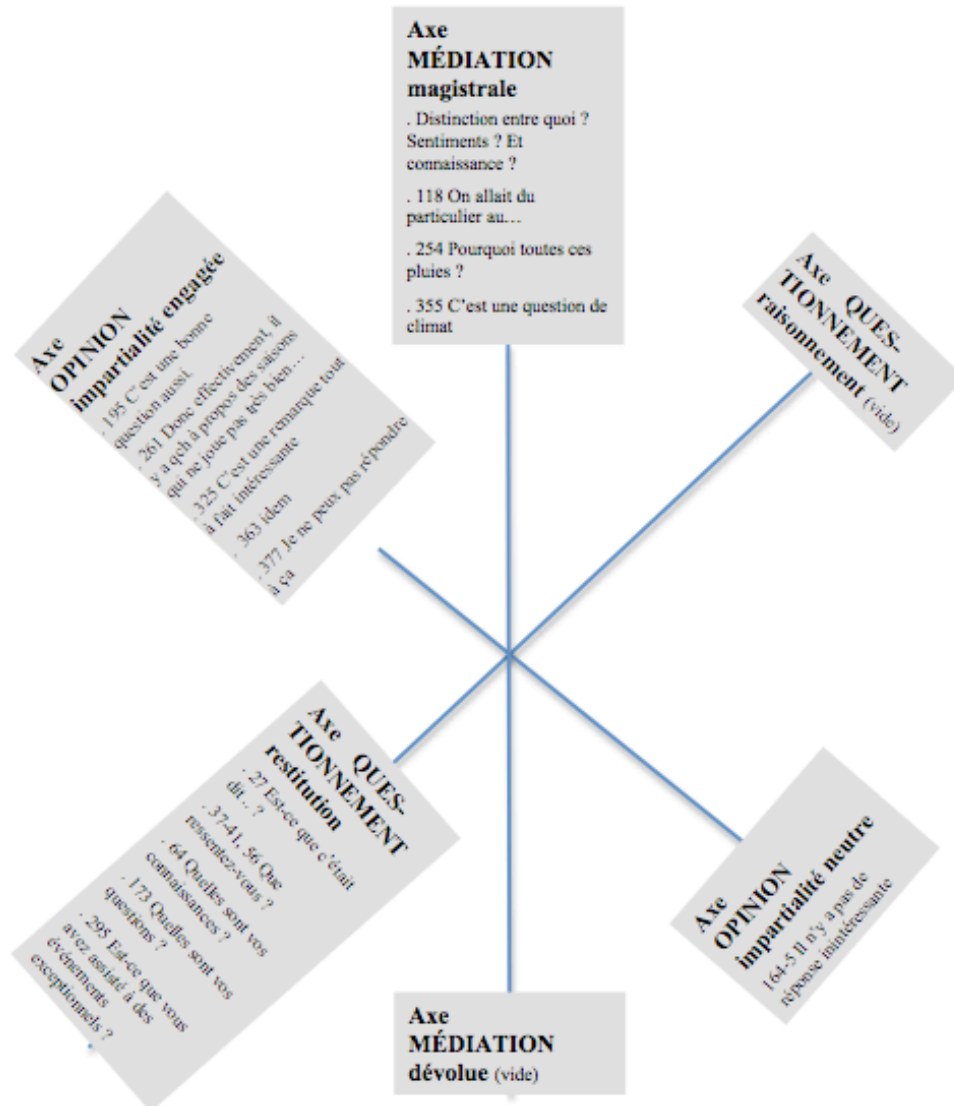 Axe
MÉDIATION
magistrale
. Distinction entre quoi ?
Sentiments ? Et
connaissance ?
. 118 On allait du
particulier au…
. 254 Pourquoi toutes ces
pluies ?
. 355 C'est une question de
climat
Axe
OPINION
impartialité engagée
. 195 C'est une bonne
question aussi.
. 261 Donc effectivement, il
y a qch à propos des saisons
qui ne joue pas très bien…
. 325 C'est une remarque tout
à fait intéressante
. 363 idem
. 377 Je ne peux pas répondre
à ça
Axe QUES-
TIONNEMENT
raisonnement (vide)
Axe QUES-
TIONNEMENT
restitution
. 27 Est-ce que c'était
dit .. ?
. 37-41, 56 Que
ressentez-vous ?
. 64 Quelles sont vos
connaissances ?
. 173 Quelles sont vos
questions ?
. 295 Est-ce que vous
avez assisté à des
événements
exceptionnels ?
Axe
OPINION
impartialité neutre
164-5 Il n'y a pas de
réponse inintéressante
Axe
MÉDIATION
dévolue (vide)